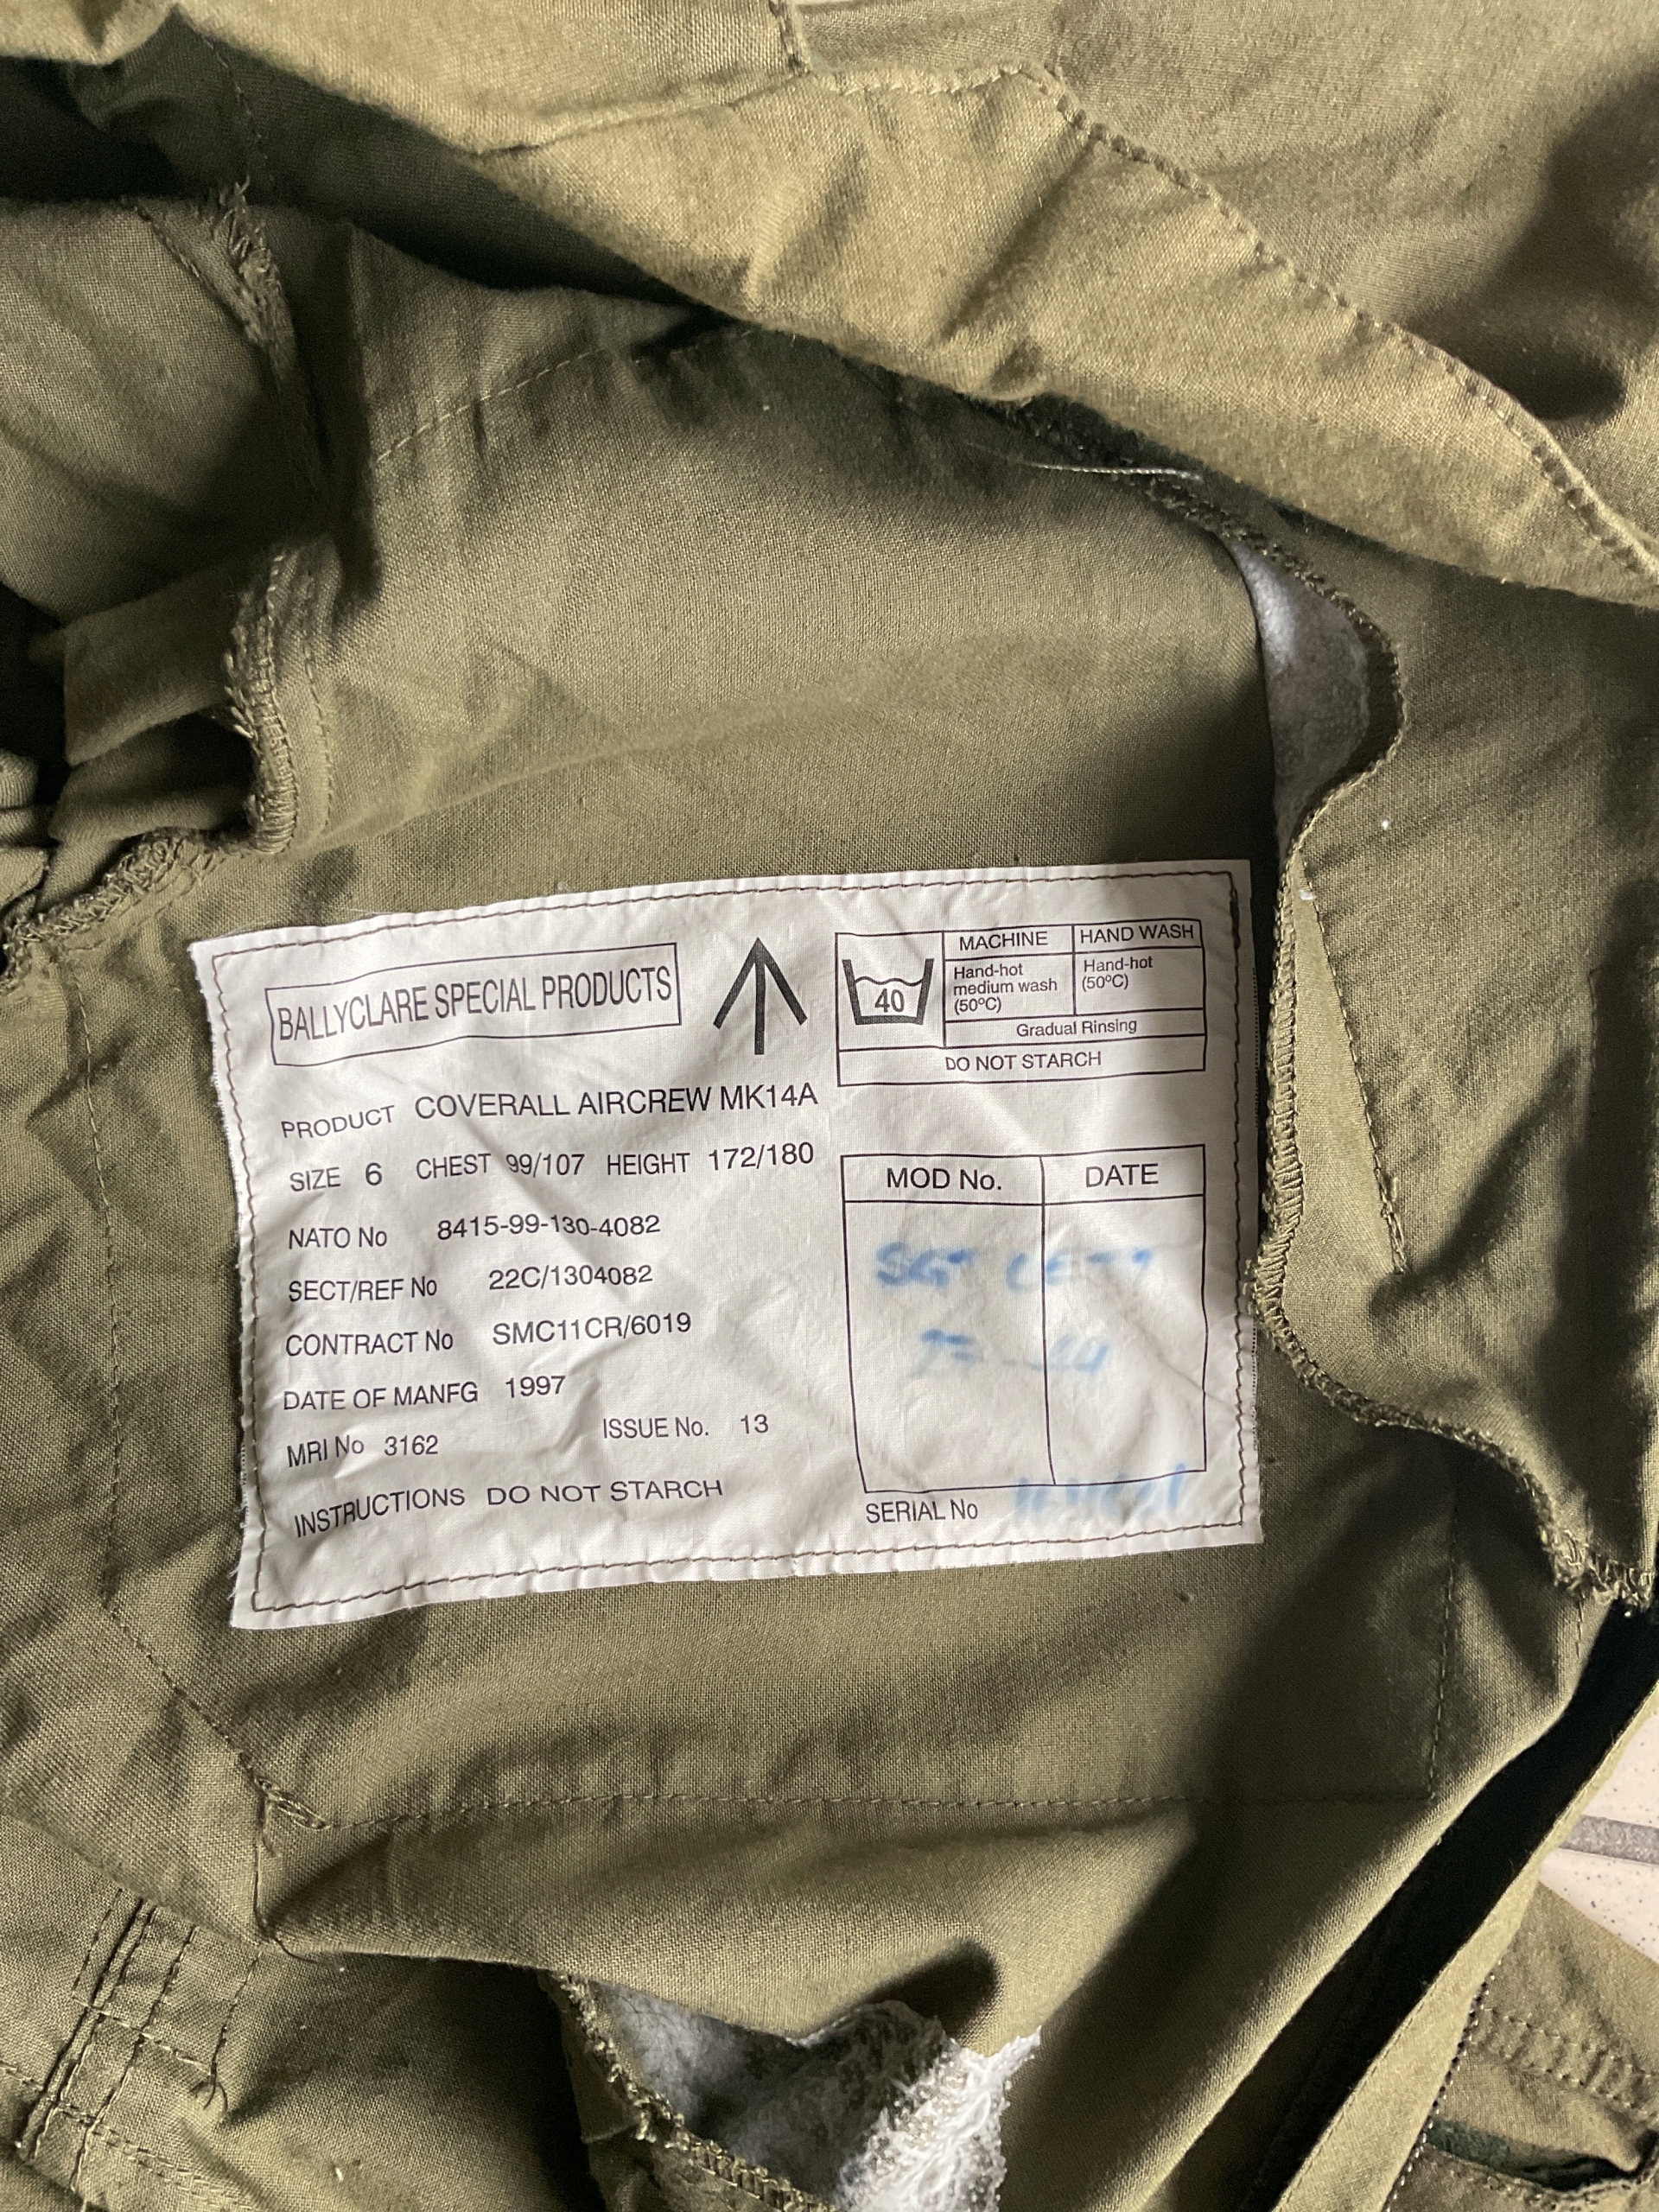 BALLYCLARE SPECIAL PRODUCTS
40
MACHINE HAND WASH
Hand-hot medium wash (50ºC)
Hand-hot (50ºC)
Gradual Rinsing
DO NOT STARCH
PRODUCT COVERALL AIRCREW MK14A
SIZE 6 CHEST 99/107 HEIGHT 172/180
NATO No 8415-99-130-4082
SECT/REF No 22C/1304082
CONTRACT No SMC11CR/6019
DATE OF MANFG 1997
MRI No 3162 ISSUE No. 13
INSTRUCTIONS DO NOT STARCH
MOD No. DATE
SGT
SERIAL No